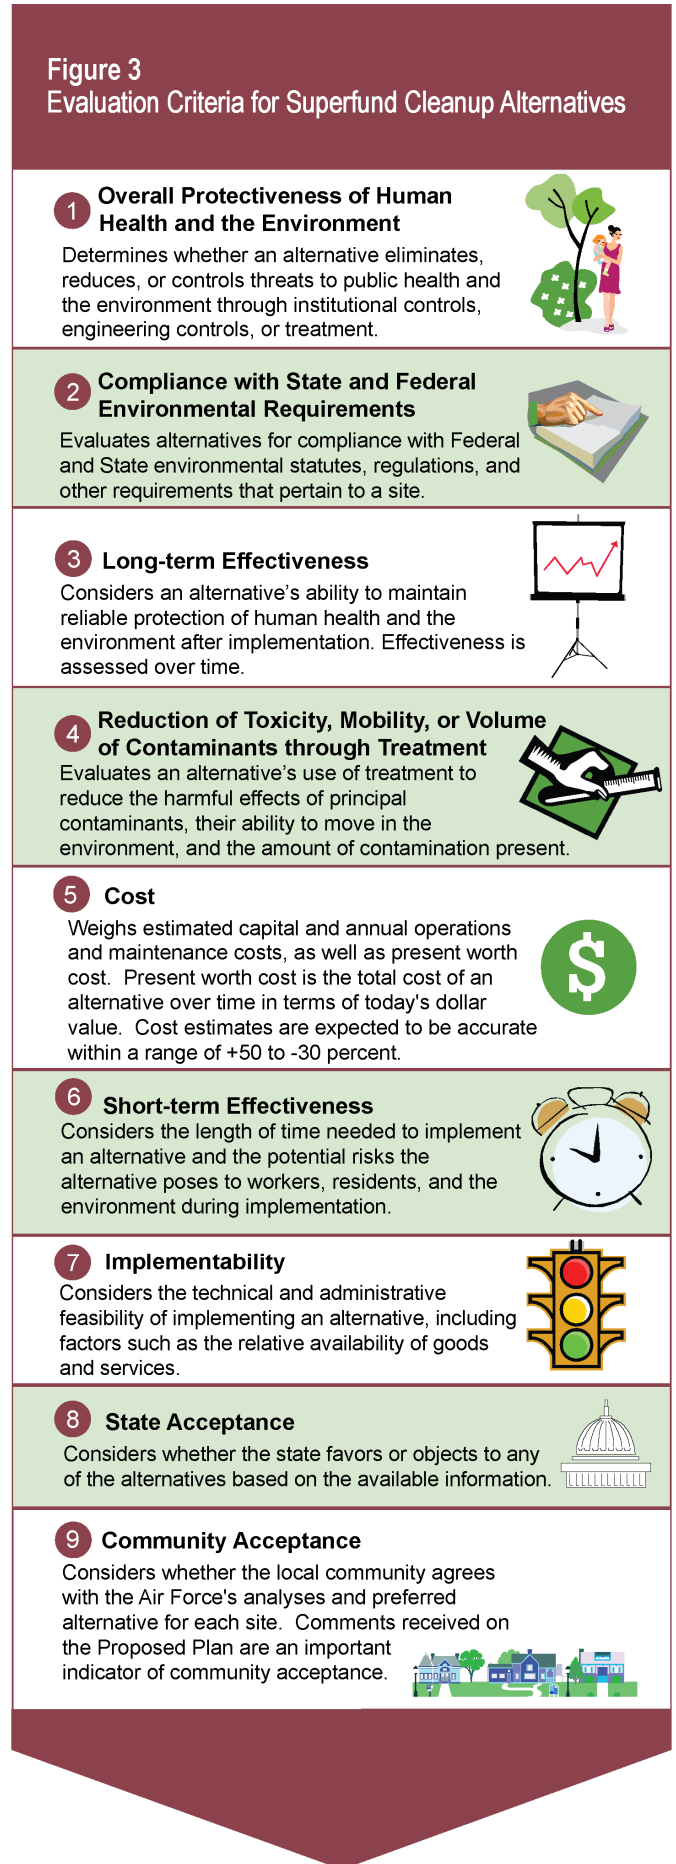 Figure 3
Evaluation Criteria for Superfund Cleanup Alternatives
1
Overall Protectiveness of Human
Health and the Environment
Determines whether an alternative eliminates,
reduces, or controls threats to public health and
the environment through institutional controls,
engineering controls, or treatment.
2
Compliance with State and Federal
Environmental Requirements
Evaluates alternatives for compliance with Federal
and State environmental statutes, regulations, and
other requirements that pertain to a site.
3 Long-term Effectiveness
Considers an alternative’s ability to maintain
reliable protection of human health and the
environment after implementation. Effectiveness is
assessed over time.
4
Reduction of Toxicity, Mobility, or Volume
of Contaminants through Treatment
Evaluates an alternative’s use of treatment to
reduce the harmful effects of principal
contaminants, their ability to move in the
environment, and the amount of contamination present.
5 Cost
Weighs estimated capital and annual operations
and maintenance costs, as well as present worth
cost.  Present worth cost is the total cost of an
alternative over time in terms of today's dollar
value.  Cost estimates are expected to be accurate
within a range of +50 to -30 percent.
$
6 Short-term Effectiveness
Considers the length of time needed to implement
an alternative and the potential risks the
alternative poses to workers, residents, and the
environment during implementation.
7 Implementability
Considers the technical and administrative
feasibility of implementing an alternative, including
factors such as the relative availability of goods
and services.
8 State Acceptance
Considers whether the state favors or objects to any
of the alternatives based on the available information.
9 Community Acceptance
Considers whether the local community agrees
with the Air Force's analyses and preferred
alternative for each site.  Comments received on
the Proposed Plan are an important
indicator of community acceptance.